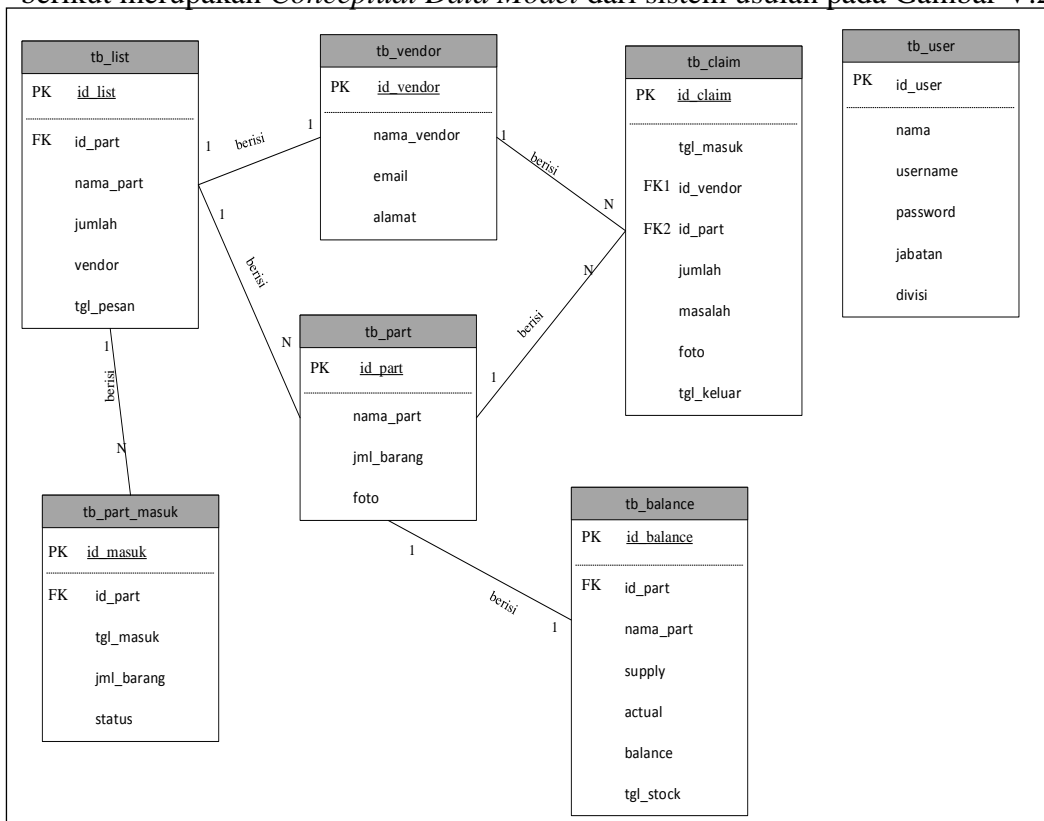 berikut merupakan Conceptual Data Model dari sistem usulan pada Gambar V.2
tb_list
PK id_list
FK id_part
nama_part
jumlah
vendor
tgl_pesan
tb_vendor
PK id_vendor
nama_vendor
email
alamat
tb_claim
PK id_claim
tgl_masuk
FK1 id_vendor
FK2 id_part
jumlah
masalah
foto
tgl_keluar
tb_user
PK id_user
nama
username
password
jabatan
divisi
1 berisi 1
1 berisi N
1 berisi N
1 berisi N
1 berisi N
tb_part
PK id_part
nama_part
jml_barang
foto
tb_part_masuk
PK id_masuk
FK id_part
tgl_masuk
jml_barang
status
1 berisi 1
tb_balance
PK id_balance
FK id_part
nama_part
supply
actual
balance
tgl_stock